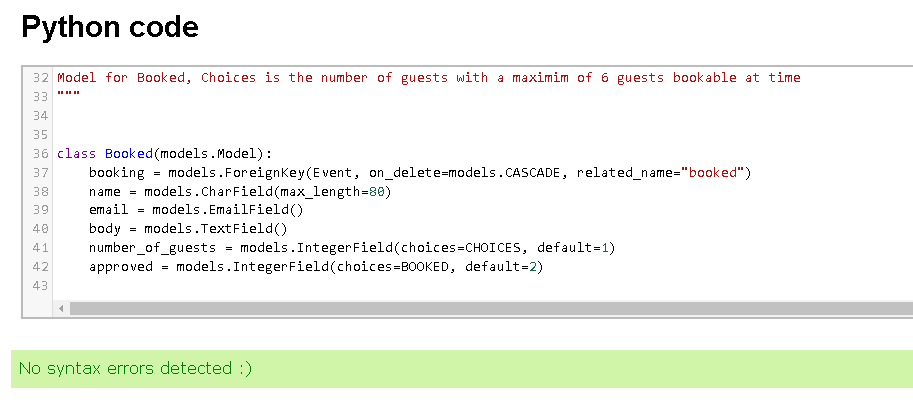 Python code
32 Model for Booked, Choices is the number of guests with a maximim of 6 guests bookable at time
33 """
34
35
36 class Booked(models.Model):
37     booking = models.ForeignKey(Event, on_delete=models.CASCADE, related_name="booked")
38     name = models.CharField(max_length=80)
39     email = models.EmailField()
40     body = models.TextField()
41     number_of_guests = models.IntegerField(choices=CHOICES, default=1)
42     approved = models.IntegerField(choices=BOOKED, default=2)
43
No syntax errors detected :)